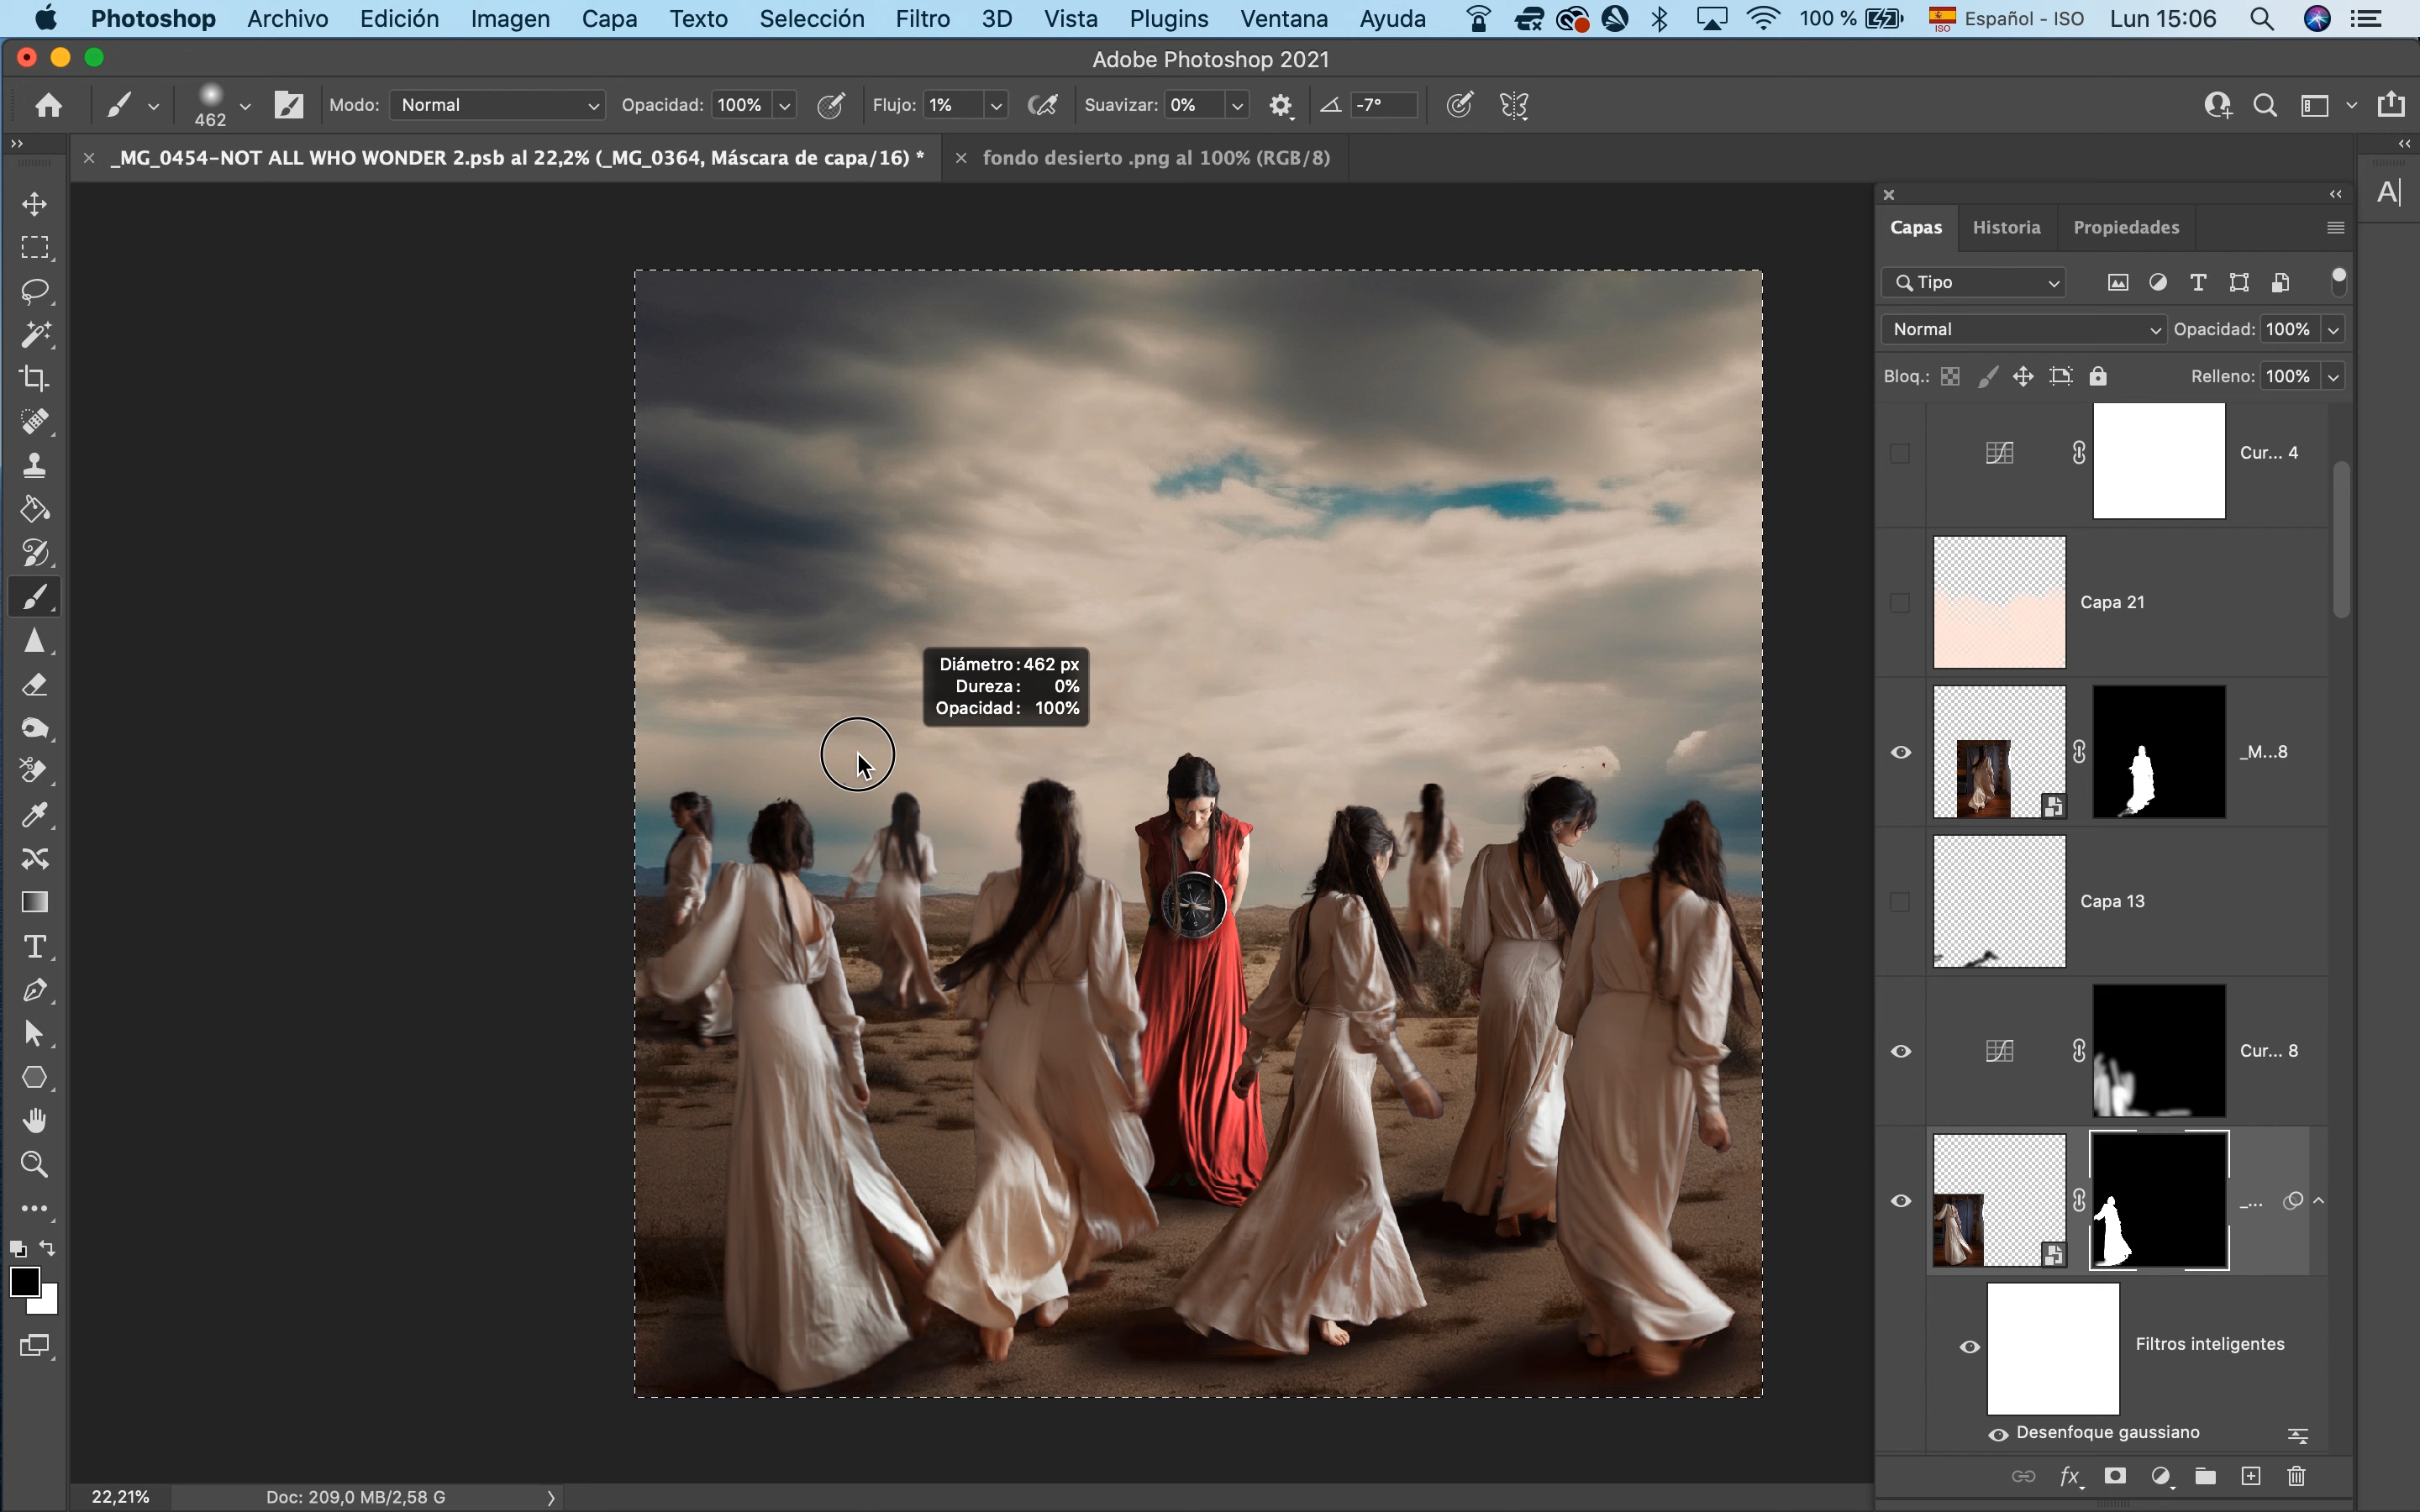 Photoshop Archivo Edición Imagen Capa Texto Selección Filtro 3D Vista Plugins Ventana Ayuda 100 % ISO Español - ISO Lun 15:06
Adobe Photoshop 2021
462 Modo: Normal Opacidad: 100% Flujo: 1% Suavizar: 0% -7°
_MG_0454-NOT ALL WHO WONDER 2.psb al 22,2% (_MG_0364, Máscara de capa/16) * fondo desierto .png al 100% (RGB/8)
A
Capas Historia Propiedades
Tipo
Normal Opacidad: 100%
Bloq.: Relleno: 100%
Cur... 4
Capa 21
Diámetro: 462 px
Dureza: 0%
Opacidad: 100%
_M...8
Capa 13
Cur... 8
_...
Filtros inteligentes
Desenfoque gaussiano
fx
22,21% Doc: 209,0 MB/2,58 G